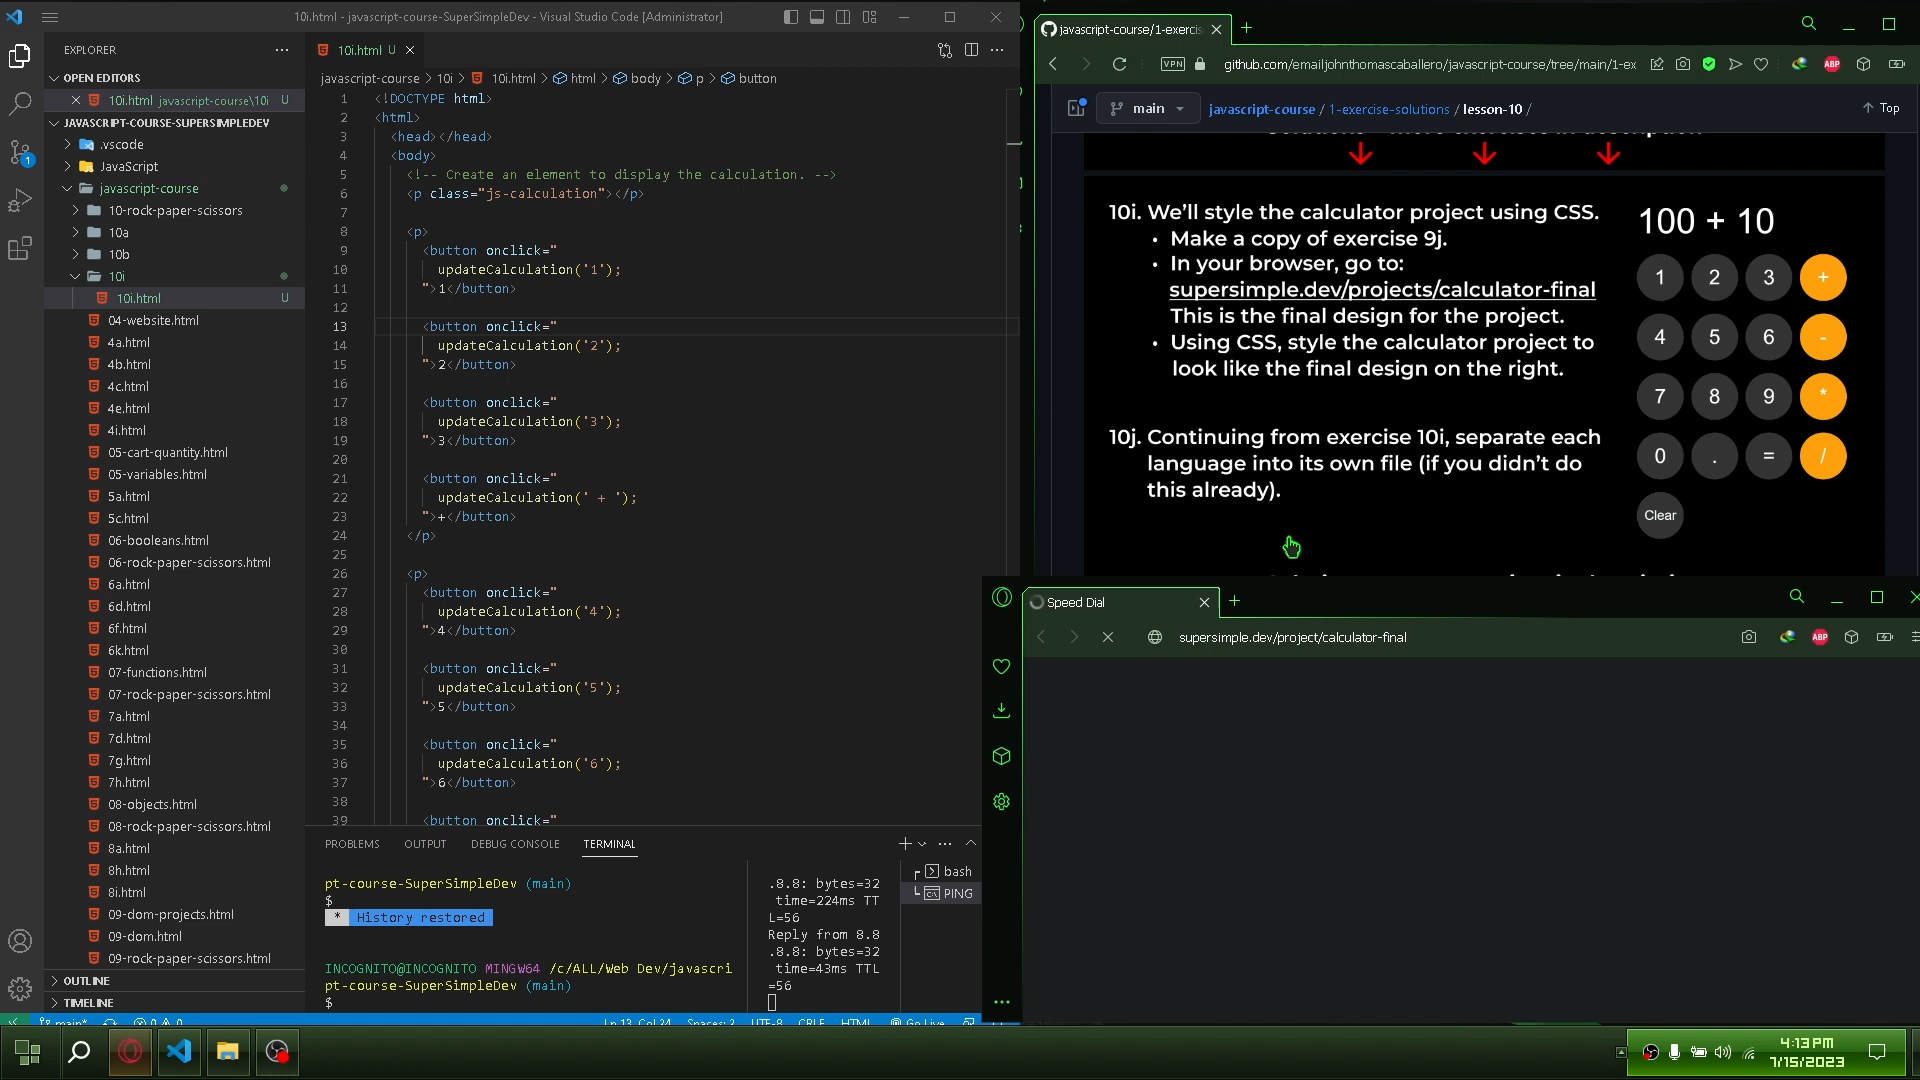 10i.html - javascript-course-SuperSimpleDev - Visual Studio Code [Administrator]
EXPLORER
OPEN EDITORS
10i.html javascript-course\10i U
JAVASCRIPT-COURSE-SUPERSIMPLEDEV
.vscode
JavaScript
javascript-course
10-rock-paper-scissors
10a
10b
10i
10i.html U
04-website.html
4a.html
4b.html
4c.html
4e.html
4i.html
05-cart-quantity.html
05-variables.html
5a.html
5c.html
06-booleans.html
06-rock-paper-scissors.html
6a.html
6d.html
6f.html
6k.html
07-functions.html
07-rock-paper-scissors.html
7a.html
7d.html
7g.html
7h.html
08-objects.html
08-rock-paper-scissors.html
8a.html
8h.html
8i.html
09-dom-projects.html
09-dom.html
09-rock-paper-scissors.html
OUTLINE
TIMELINE
1
10i.html U
javascript-course > 10i > 10i.html > html > body > p > button
1 <!DOCTYPE html>
2 <html>
3 <head></head>
4 <body>
5 <!-- Create an element to display the calculation. -->
6 <p class="js-calculation"></p>
7
8 <p>
9 <button onclick="
10 updateCalculation('1');
11 ">1</button>
12
13 <button onclick="
14 updateCalculation('2');
15 ">2</button>
16
17 <button onclick="
18 updateCalculation('3');
19 ">3</button>
20
21 <button onclick="
22 updateCalculation(' + ');
23 ">+</button>
24 </p>
25
26 <p>
27 <button onclick="
28 updateCalculation('4');
29 ">4</button>
30
31 <button onclick="
32 updateCalculation('5');
33 ">5</button>
34
35 <button onclick="
36 updateCalculation('6');
37 ">6</button>
38
39 <button onclick="
PROBLEMS OUTPUT DEBUG CONSOLE TERMINAL
pt-course-SuperSimpleDev (main)
$
* History restored
INCOGNITO@INCOGNITO MINGW64 /c/ALL/Web Dev/javascri
pt-course-SuperSimpleDev (main)
$
.8.8: bytes=32
time=224ms TT
L=56
Reply from 8.8
.8.8: bytes=32
time=43ms TTL
=56
bash
PING
main* 0 0 Ln 13, Col 24 Spaces: 2 UTF-8 CRLF HTML Go Live
javascript-course/1-exercis
VPN github.com/emailjohnthomascaballero/javascript-course/tree/main/1-ex
ABP
main javascript-course / 1-exercise-solutions / lesson-10 / Top
10i. We'll style the calculator project using CSS.
• Make a copy of exercise 9j.
• In your browser, go to:
supersimple.dev/projects/calculator-final
This is the final design for the project.
• Using CSS, style the calculator project to
look like the final design on the right.
10j. Continuing from exercise 10i, separate each
language into its own file (if you didn't do
this already).
100 + 10
1 2 3 +
4 5 6 -
7 8 9 *
0 . = /
Clear
Speed Dial
supersimple.dev/project/calculator-final
ABP
4:13 PM
7/15/2023